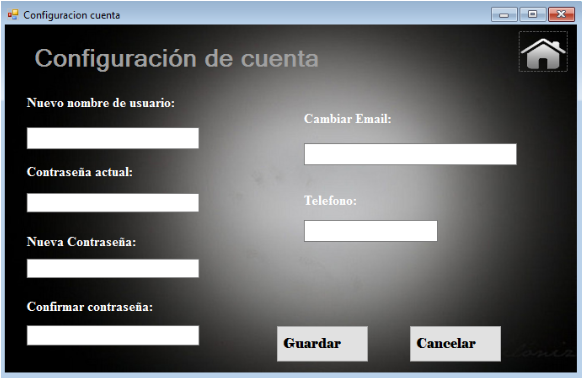 Configuracion cuenta
Configuración de cuenta
Nuevo nombre de usuario:
Cambiar Email:
Contraseña actual:
Telefono:
Nueva Contraseña:
Confirmar contraseña:
Guardar
Cancelar